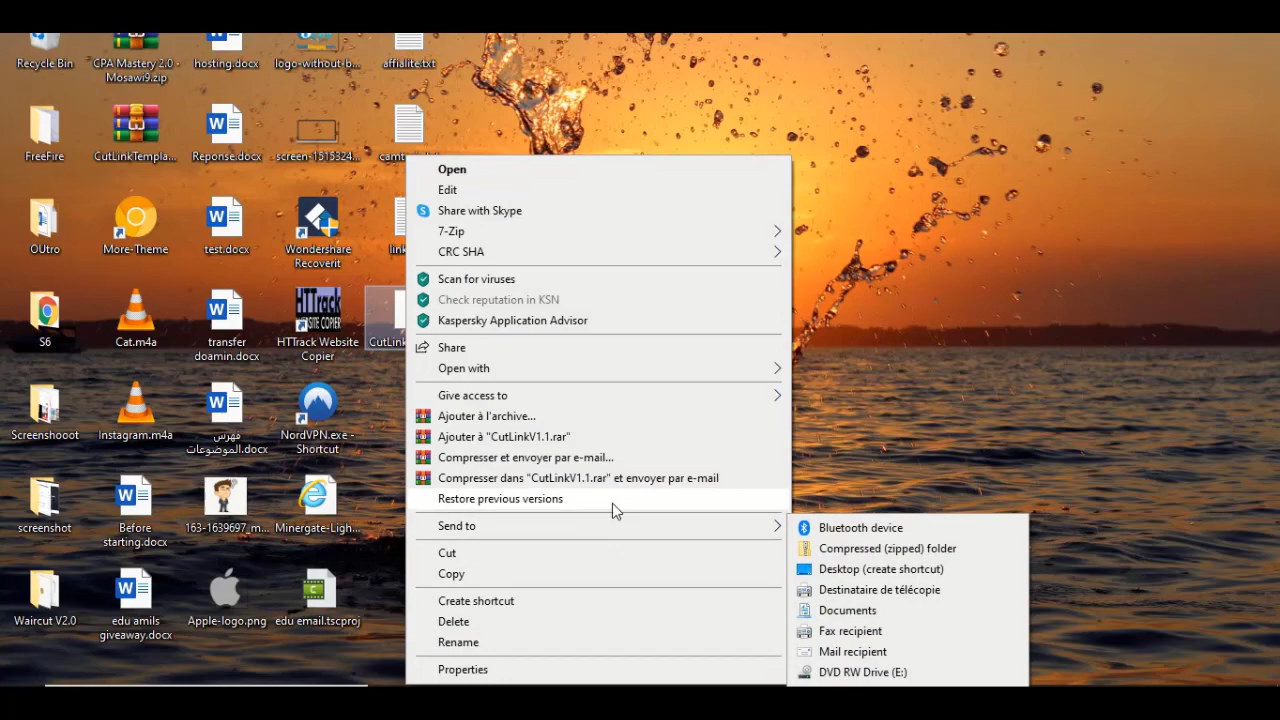 Recycle Bin
CPA Mastery 2.0 -
Mosawi9.zip
hosting.docx
logo-without-b...
affialite.txt
FreeFire
CutLinkTempla...
Reponse.docx
screen-1515324...
OUtro
More-Theme
test.docx
Wondershare
Recoverit
S6
Cat.m4a
transfer
doamin.docx
HTTrack
WEBSITE COPIER
HTTrack Website
Copier
CutLink
Screenshooot
Instagram.m4a
فهرس
الموضوعات.docx
NordVPN.exe -
Shortcut
screenshot
Before
starting.docx
163-1639697_m...
Minergate-Ligh...
Waircut V2.0
edu amils
giveaway.docx
Apple-logo.png
edu email.tscproj
Open
Edit
Share with Skype
7-Zip
CRC SHA
Scan for viruses
Check reputation in KSN
Kaspersky Application Advisor
Share
Open with
Give access to
Ajouter à l'archive...
Ajouter à "CutLinkV1.1.rar"
Compresser et envoyer par e-mail...
Compresser dans "CutLinkV1.1.rar" et envoyer par e-mail
Restore previous versions
Send to
Cut
Copy
Create shortcut
Delete
Rename
Properties
Bluetooth device
Compressed (zipped) folder
Desktop (create shortcut)
Destinataire de télécopie
Documents
Fax recipient
Mail recipient
DVD RW Drive (E:)